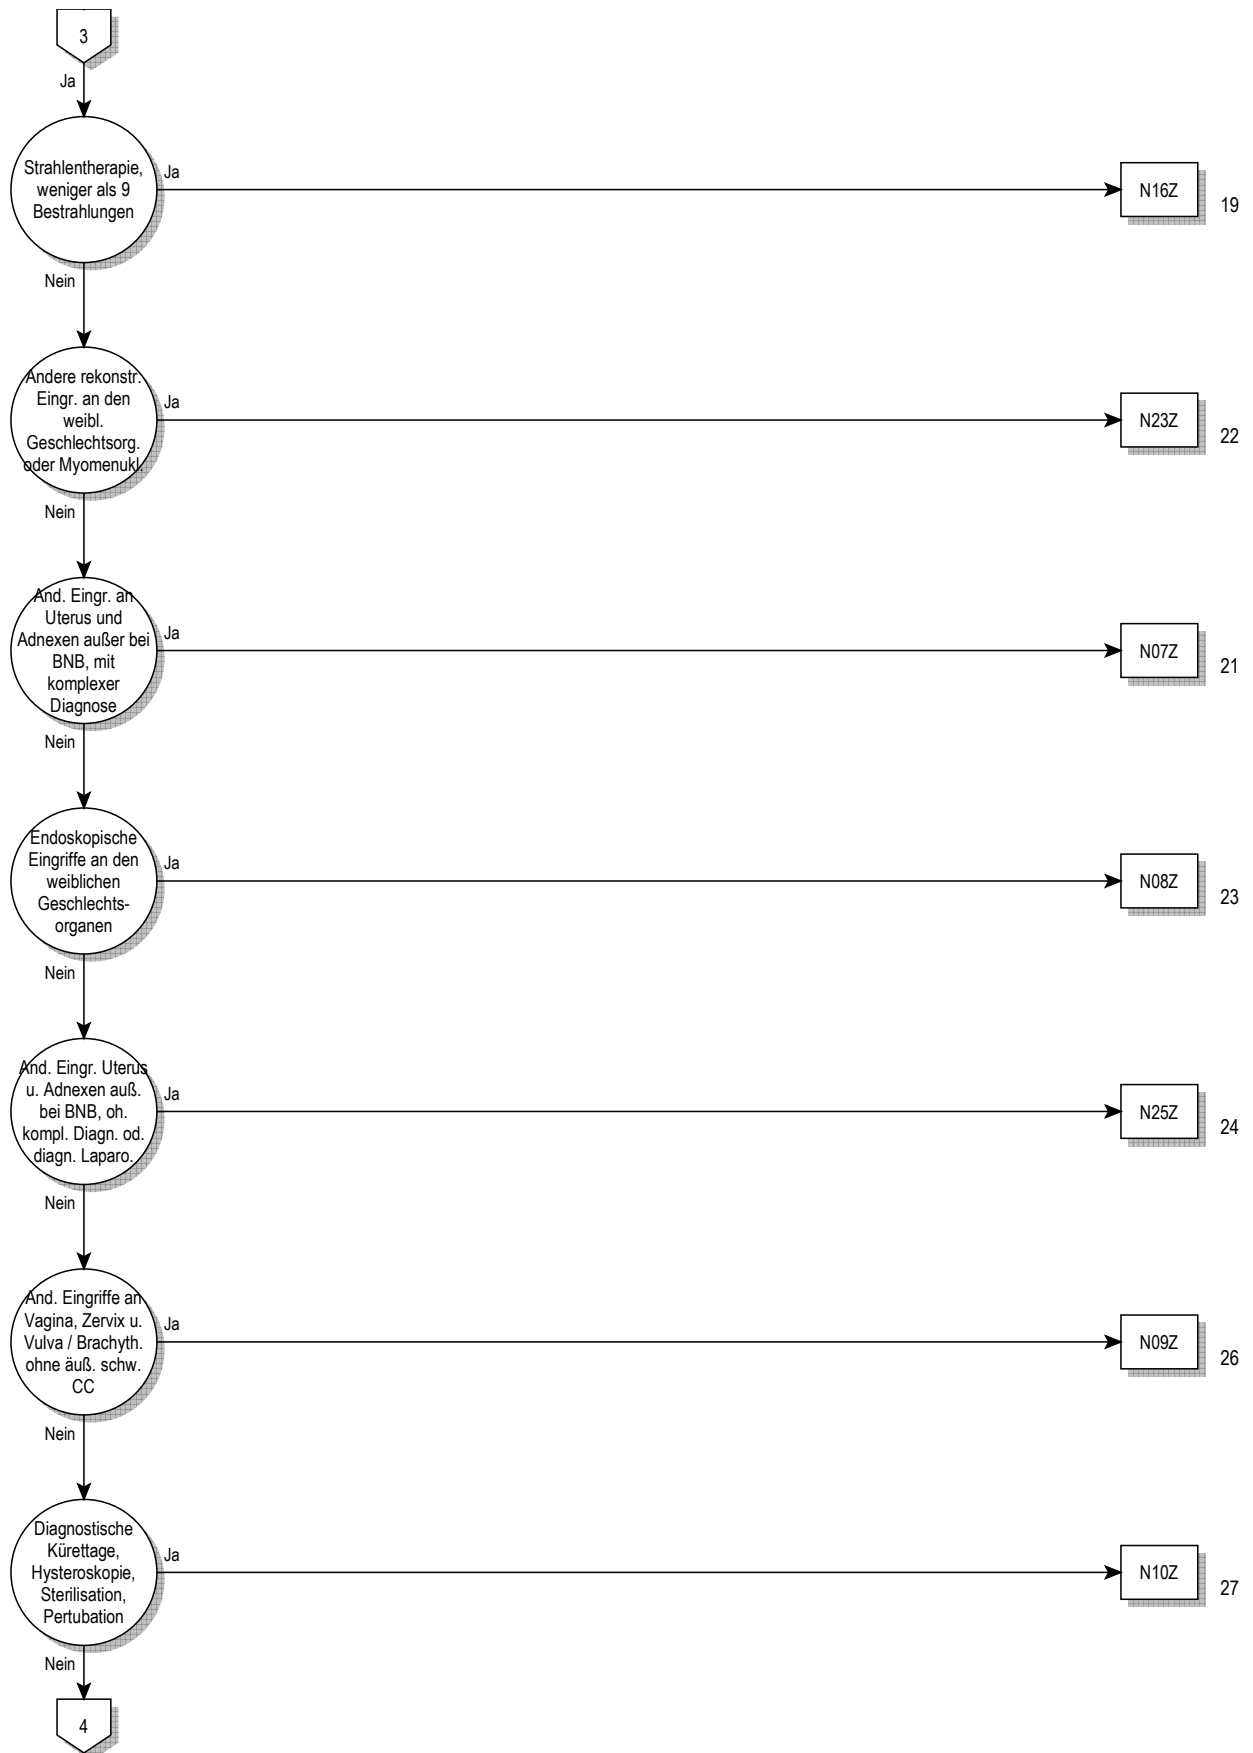 3
Ja
Strahlentherapie,
weniger als 9
Bestrahlungen
Ja
N16Z
19
Nein
Andere rekonstr.
Eingr. an den
weibl.
Geschlechtsorg.
oder Myomenukl.
Ja
N23Z
22
Nein
And. Eingr. an
Uterus und
Adnexen außer bei
BNB, mit
komplexer
Diagnose
Ja
N07Z
21
Nein
Endoskopische
Eingriffe an den
weiblichen
Geschlechts-
organen
Ja
N08Z
23
Nein
And. Eingr. Uterus
u. Adnexen auß.
bei BNB, oh.
kompl. Diagn. od.
diagn. Laparo.
Ja
N25Z
24
Nein
And. Eingriffe an
Vagina, Zervix u.
Vulva / Brachyth.
ohne äuß. schw.
CC
Ja
N09Z
26
Nein
Diagnostische
Kürettage,
Hysteroskopie,
Sterilisation,
Pertubation
Ja
N10Z
27
Nein
4